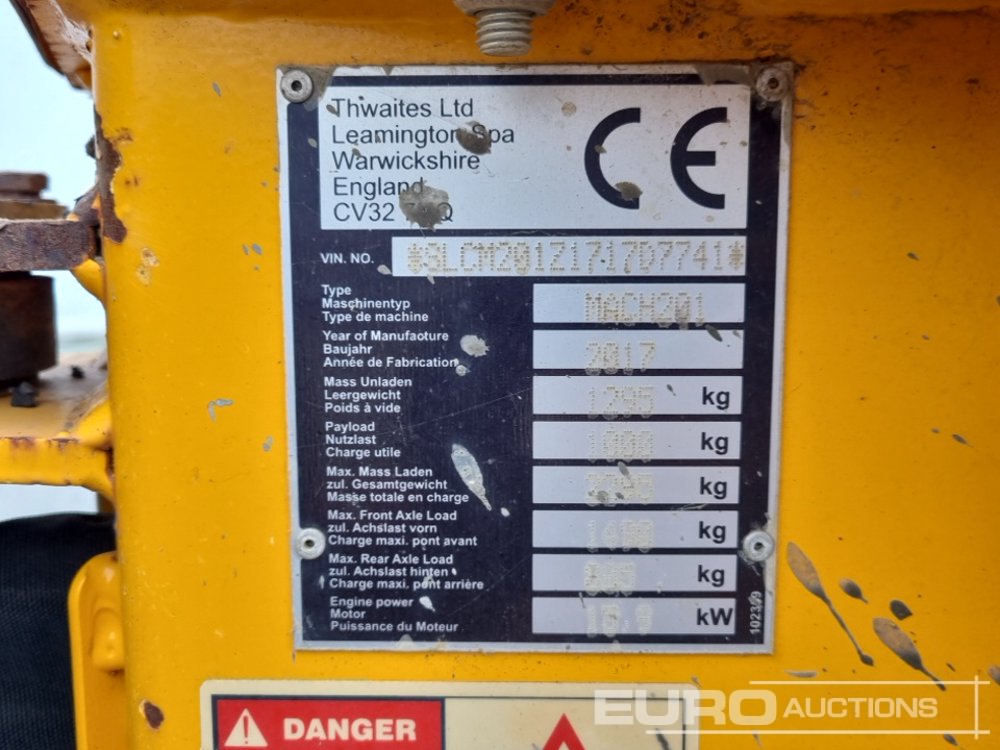 Thwaites Ltd
Leamington Spa
Warwickshire
England
CV32
CE
VIN. NO.
Type
Maschinentyp
Type de machine
MACH201
Year of Manufacture
Baujahr
Année de Fabrication
2017
Mass Unladen
Leergewicht
Poids à vide
1295 kg
Payload
Nutzlast
Charge utile
1000 kg
Max. Mass Laden
zul. Gesamtgewicht
Masse totale en charge
kg
Max. Front Axle Load
zul. Achslast vorn
Charge maxi. pont avant
kg
Max. Rear Axle Load
zul. Achslast hinten
Charge maxi. pont arrière
kg
Engine power
Motor
Puissance du Moteur
kW
DANGER
EURO AUCTIONS